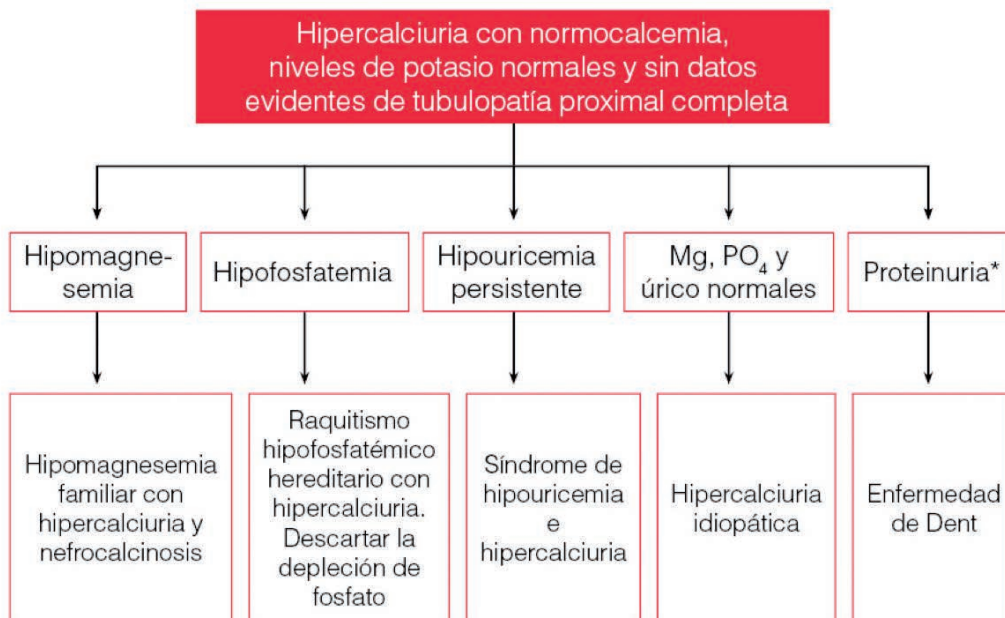 Hipercalciuria con normocalcemia,
niveles de potasio normales y sin datos
evidentes de tubulopatía proximal completa
Hipomagne-
semia
Hipofosfatemia
Hipouricemia
persistente
Mg, PO4 y
úrico normales
Proteinuria*
Hipomagnesemia
familiar con
hipercalciuria y
nefrocalcinosis
Raquitismo
hipofosfatémico
hereditario con
hipercalciuria.
Descartar la
depleción de
fosfato
Síndrome de
hipouricemia
e
hipercalciuria
Hipercalciuria
idiopática
Enfermedad
de Dent